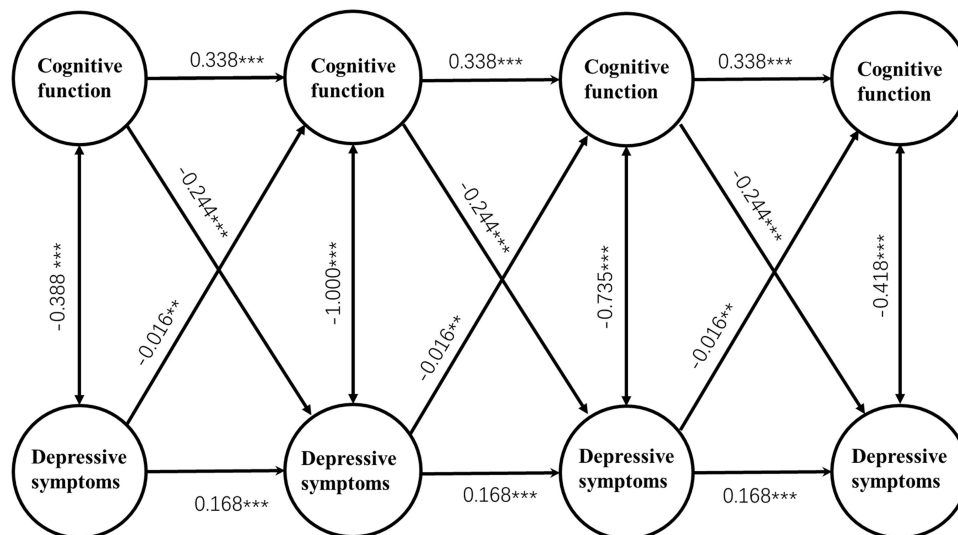 0.338***
0.338***
0.338***
Cognitive
function
Cognitive
function
Cognitive
function
Cognitive
function
-0.244***
-0.244***
-0.244***
-0.388 ***
-1.000***
-0.735***
-0.418***
-0.016**
-0.016**
-0.016**
Depressive
symptoms
Depressive
symptoms
Depressive
symptoms
Depressive
symptoms
0.168***
0.168***
0.168***